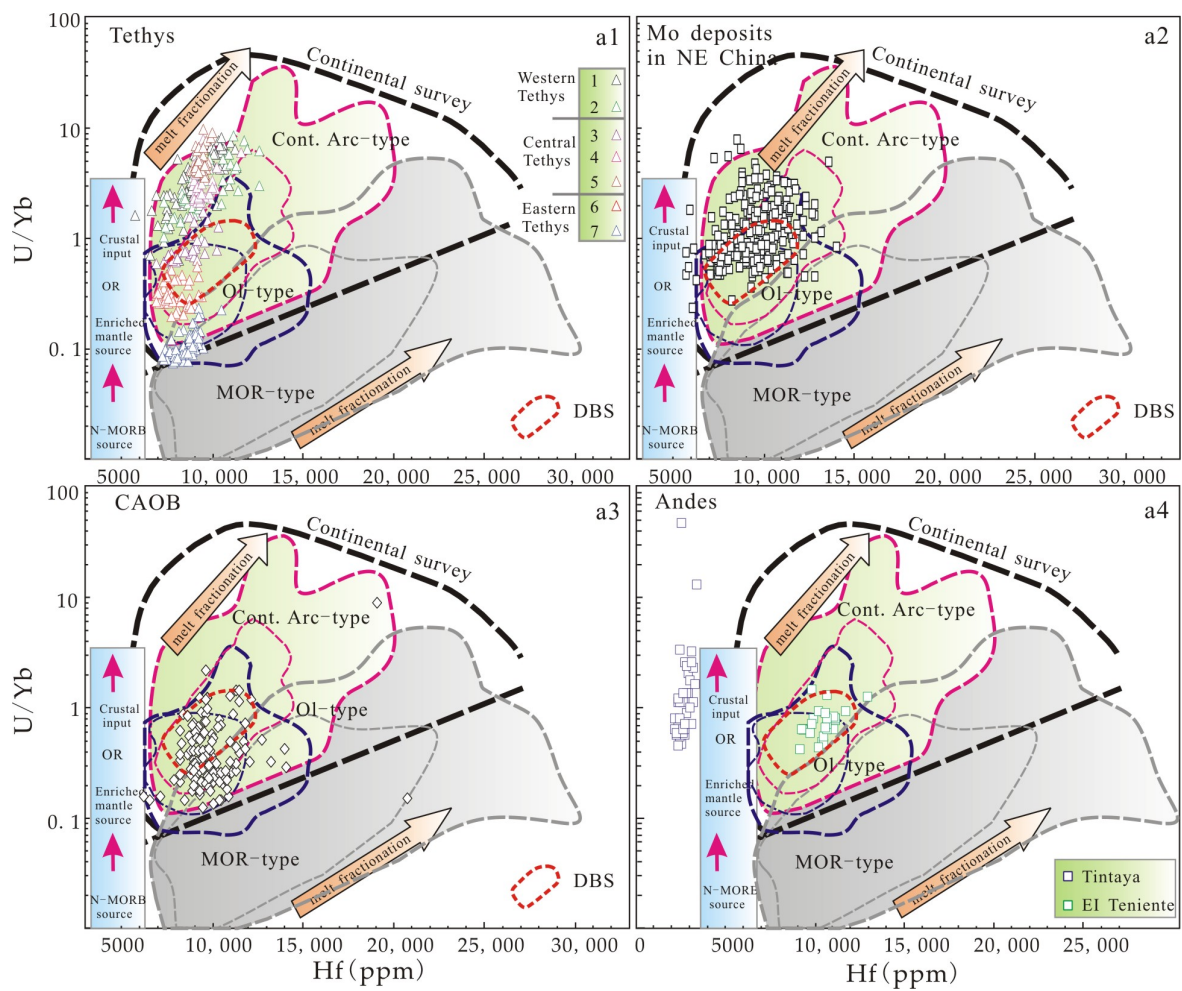 100
10
1
0.1
U/Yb
Tethys
a1
Continental survey
melt fractionation
Cont. Arc-type
Western
Tethys
1
2
Central
Tethys
3
4
5
Eastern
Tethys
6
7
Crustal
input
OR
Enriched
mantle
source
N-MORB
source
OI-type
MOR-type
melt fractionation
DBS
5000
10,000
15,000
20,000
25,000
30,000
Mo deposits
in NE China
a2
Continental survey
melt fractionation
Cont. Arc-type
Crustal
input
OR
Enriched
mantle
source
N-MORB
source
OI-type
MOR-type
melt fractionation
DBS
5000
10,000
15,000
20,000
25,000
30,000
100
10
1
0.1
U/Yb
CAOB
a3
Continental survey
melt fractionation
Cont. Arc-type
Crustal
input
OR
Enriched
mantle
source
N-MORB
source
OI-type
MOR-type
melt fractionation
DBS
5000
10,000
15,000
20,000
25,000
30,000
Hf(ppm)
Andes
a4
Continental survey
melt fractionation
Cont. Arc-type
Crustal
input
OR
Enriched
mantle
source
N-MORB
source
OI-type
MOR-type
melt fractionation
Tintaya
EI Teniente
0
5000
10,000
15,000
20,000
25,000
Hf(ppm)